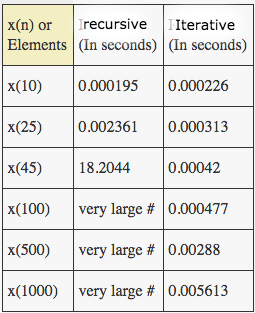 x(n) or recursive Iterative
Elements (In seconds) (In seconds)
x(10) 0.000195 0.000226
x(25) 0.002361 0.000313
x(45) 18.2044 0.00042
x(100) very large # 0.000477
x(500) very large # 0.00288
x(1000) very large # 0.005613